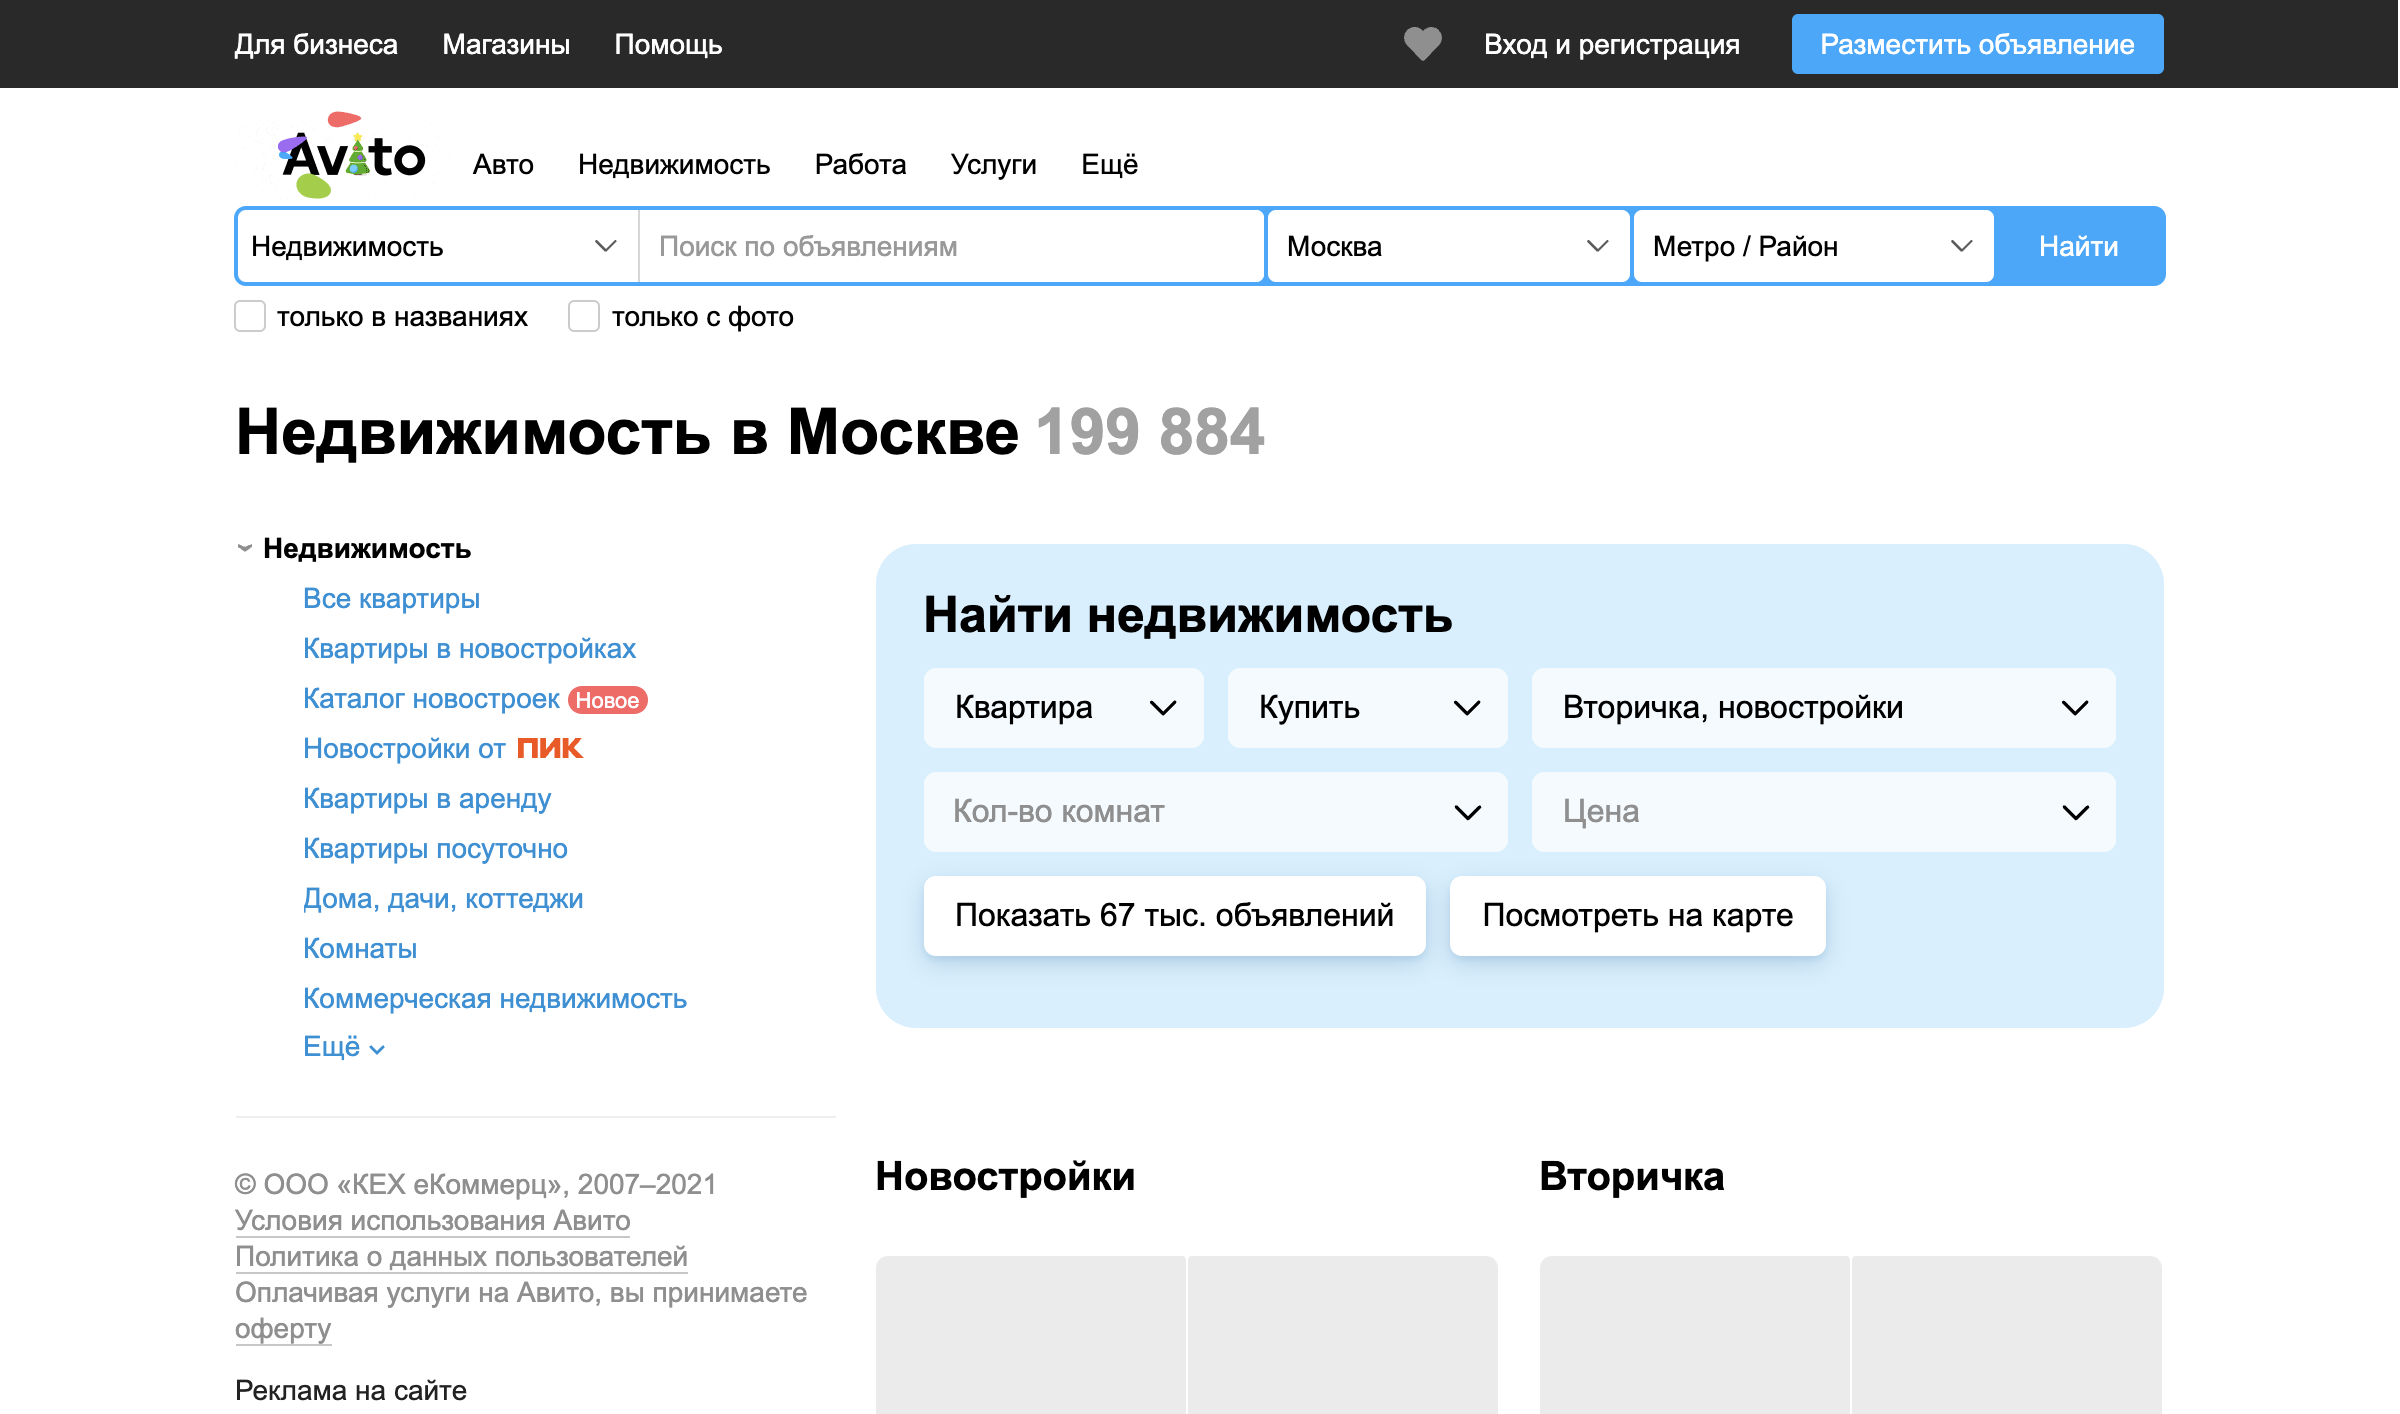 Для бизнеса Магазины Помощь Вход и регистрация Разместить объявление
Avito Авто Недвижимость Работа Услуги Ещё
Недвижимость Поиск по объявлениям Москва Метро / Район Найти
только в названиях только с фото
Недвижимость в Москве 199 884
Недвижимость
Все квартиры
Квартиры в новостройках
Каталог новостроек Новое
Новостройки от ПИК
Квартиры в аренду
Квартиры посуточно
Дома, дачи, коттеджи
Комнаты
Коммерческая недвижимость
Ещё
Найти недвижимость
Квартира Купить Вторичка, новостройки
Кол-во комнат Цена
Показать 67 тыс. объявлений Посмотреть на карте
© ООО «КЕХ еКоммерц», 2007–2021
Условия использования Авито
Политика о данных пользователей
Оплачивая услуги на Авито, вы принимаете
оферту
Реклама на сайте
Новостройки Вторичка